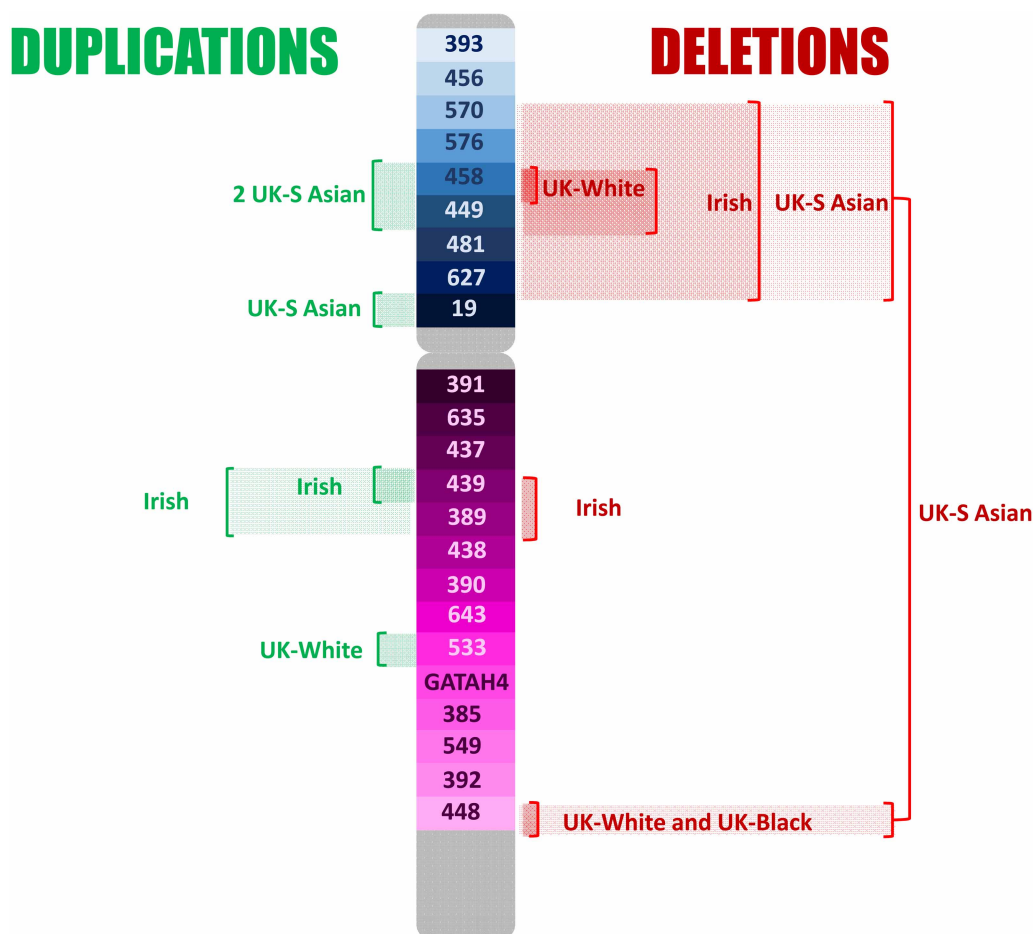 DUPLICATIONS
DELETIONS
393
456
570
576
458
449
481
627
19
391
635
437
439
389
438
390
643
533
GATAH4
385
549
392
448
2 UK-S Asian
UK-S Asian
Irish
Irish
UK-White
UK-White
Irish
UK-S Asian
Irish
UK-S Asian
UK-White and UK-Black